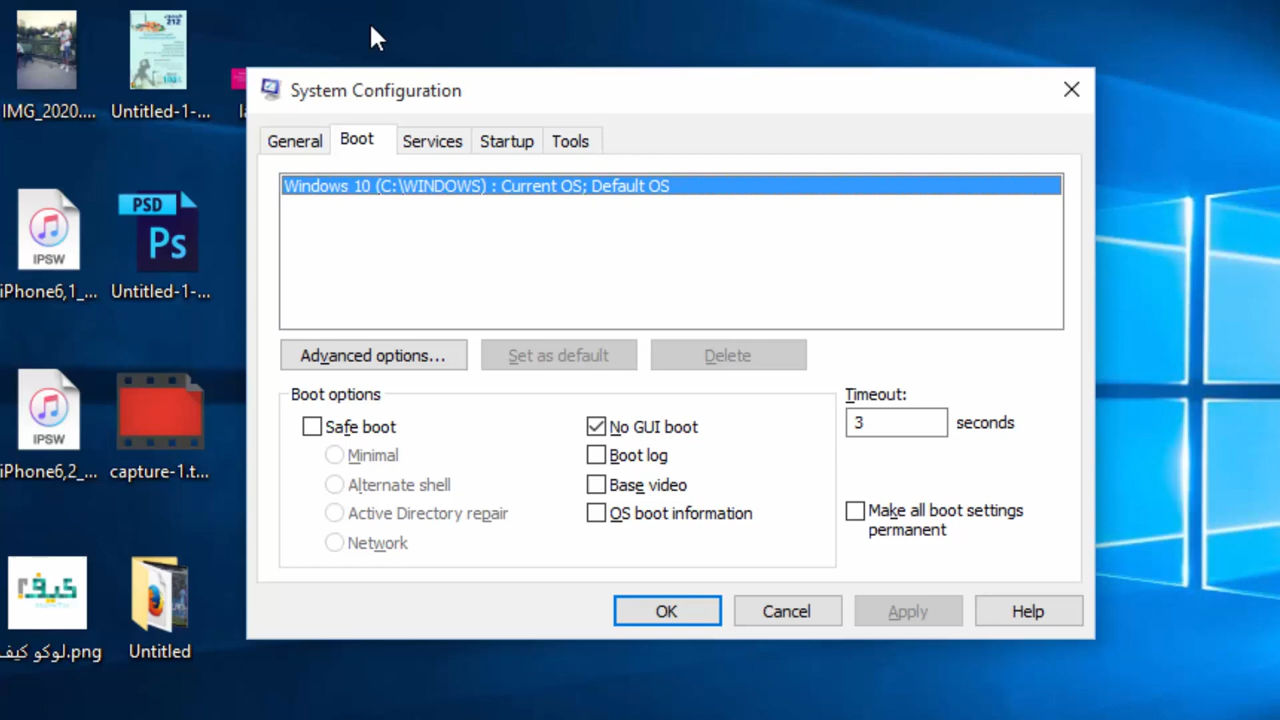 IMG_2020....
Untitled-1-...
System Configuration
General
Boot
Services
Startup
Tools
Windows 10 (C:\WINDOWS) : Current OS; Default OS
Advanced options...
Set as default
Delete
Boot options
Safe boot
Minimal
Alternate shell
Active Directory repair
Network
No GUI boot
Boot log
Base video
OS boot information
Timeout:
3 seconds
Make all boot settings
permanent
OK
Cancel
Apply
Help
IPSW
iPhone6,1_...
PSD
Ps
Untitled-1-...
IPSW
iPhone6,2_...
capture-1.t...
كيف
لوكو كيف.png
Untitled
212